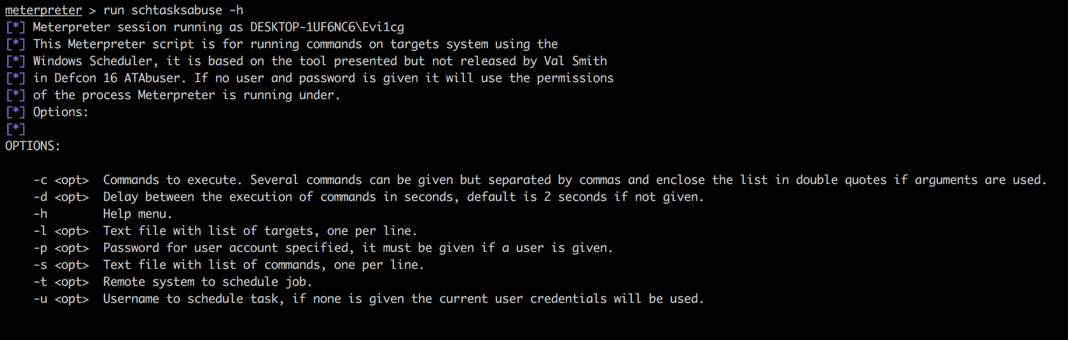 meterpreter > run schtasksabuse -h
[*] Meterpreter session running as DESKTOP-1UF6NC6\Evi1cg
[*] This Meterpreter script is for running commands on targets system using the
[*] Windows Scheduler, it is based on the tool presented but not released by Val Smith
[*] in Defcon 16 ATAbuser. If no user and password is given it will use the permissions
[*] of the process Meterpreter is running under.
[*] Options:
[*]
OPTIONS:
-c <opt>  Commands to execute. Several commands can be given but separated by commas and enclose the list in double quotes if arguments are used.
-d <opt>  Delay between the execution of commands in seconds, default is 2 seconds if not given.
-h        Help menu.
-l <opt>  Text file with list of targets, one per line.
-p <opt>  Password for user account specified, it must be given if a user is given.
-s <opt>  Text file with list of commands, one per line.
-t <opt>  Remote system to schedule job.
-u <opt>  Username to schedule task, if none is given the current user credentials will be used.